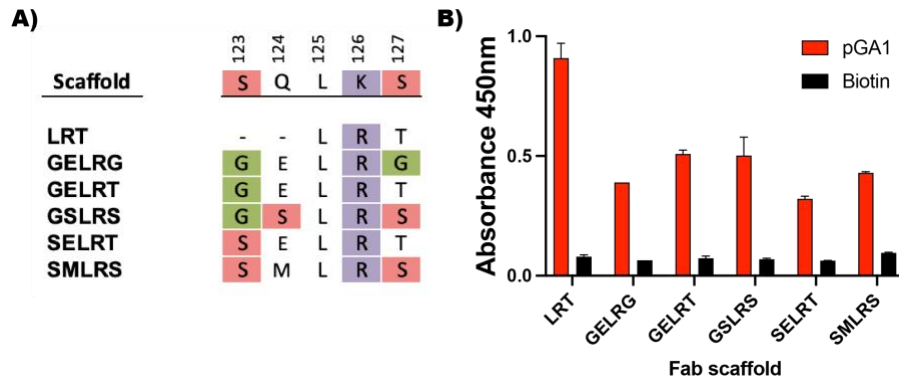 A)
123 124 125 126 127
Scaffold S Q L K S
LRT - - L R T
GELRG G E L R G
GELRT G E L R T
GSLRS G S L R S
SELRT S E L R T
SMLRS S M L R S
B)
Absorbance 450nm
1.0
0.5
0.0
pGA1
Biotin
LRT GELRG GELRT GSLRS SELRT SMLRS
Fab scaffold